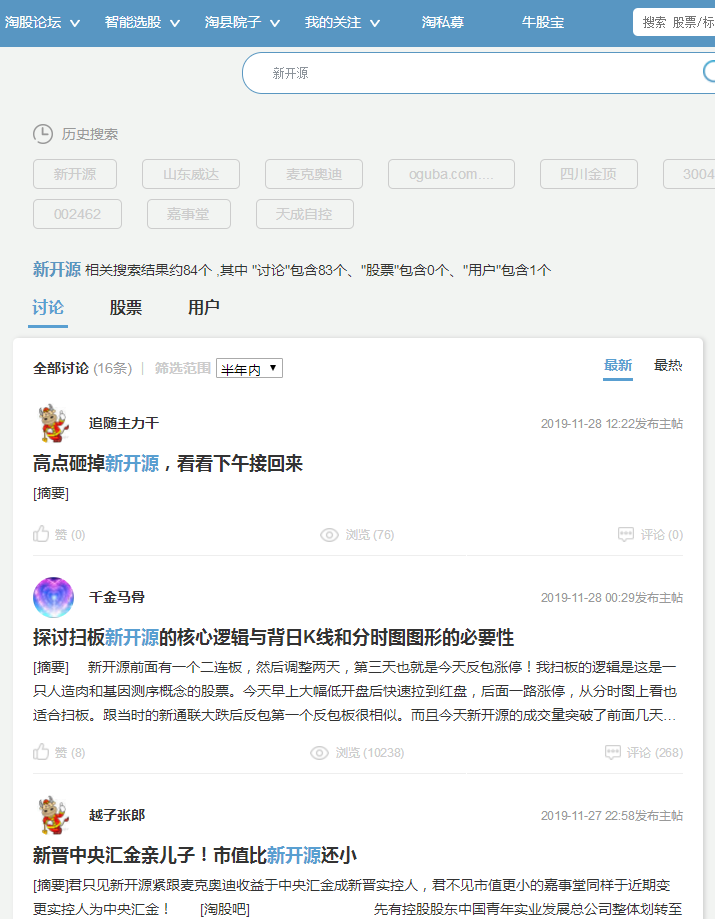 淘股论坛 智能选股 淘县院子 我的关注 淘私募 牛股宝 搜索 股票/标
新开源
历史搜索
新开源 山东威达 麦克奥迪 oguba.com.... 四川金顶 3004
002462 嘉事堂 天成自控
新开源 相关搜索结果约84个 ,其中 "讨论"包含83个、"股票"包含0个、"用户"包含1个
讨论 股票 用户
全部讨论 (16条) | 筛选范围 半年内 最新 最热
追随主力干 2019-11-28 12:22发布主帖
高点砸掉新开源，看看下午接回来
[摘要]
赞 (0) 浏览 (76) 评论 (0)
千金马骨 2019-11-28 00:29发布主帖
探讨扫板新开源的核心逻辑与背日K线和分时图图形的必要性
[摘要] 新开源前面有一个二连板，然后调整两天，第三天也就是今天反包涨停！我扫板的逻辑是这是一
只人造肉和基因测序概念的股票。今天早上大幅低开盘后快速拉到红盘，后面一路涨停，从分时图上看也
适合扫板。跟当时的新通联大跌后反包第一个反包板很相似。而且今天新开源的成交量突破了前面几天...
赞 (8) 浏览 (10238) 评论 (268)
越子张郎 2019-11-27 22:58发布主帖
新晋中央汇金亲儿子！市值比新开源还小
[摘要]君只见新开源紧跟麦克奥迪收益于中央汇金成新晋实控人，君不见市值更小的嘉事堂同样于近期变
更实控人为中央汇金！ [淘股吧] 先有控股股东中国青年实业发展总公司整体划转至